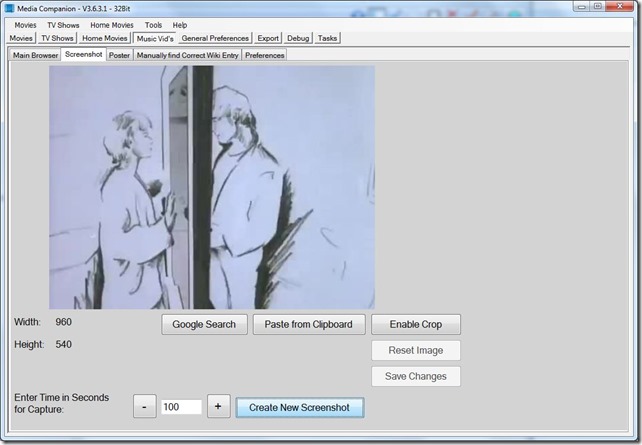 Media Companion - V3.6.3.1 - 32Bit
Movies TV Shows Home Movies Tools Help
Movies TV Shows Home Movies Music Vid's General Preferences Export Debug Tasks
Main Browser Screenshot Poster Manually find Correct Wiki Entry Preferences
Width: 960 Google Search Paste from Clipboard Enable Crop
Height: 540 Reset Image
Save Changes
Enter Time in Seconds
for Capture: - 100 + Create New Screenshot